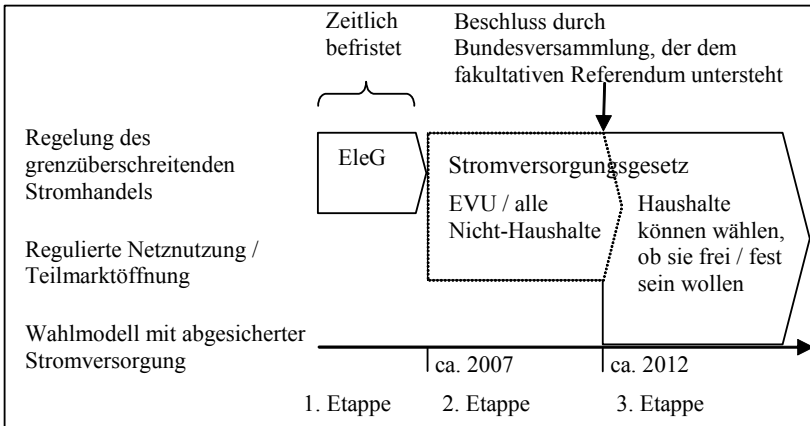 Zeitlich
befristet
Beschluss durch
Bundesversammlung, der dem
fakultativen Referendum untersteht
Regelung des
grenzüberschreitenden
Stromhandels
EleG
Stromversorgungsgesetz
EVU / alle
Nicht-Haushalte
Haushalte
können wählen,
ob sie frei / fest
sein wollen
Regulierte Netznutzung /
Teilmarktöffnung
Wahlmodell mit abgesicherter
Stromversorgung
ca. 2007
ca. 2012
1. Etappe
2. Etappe
3. Etappe